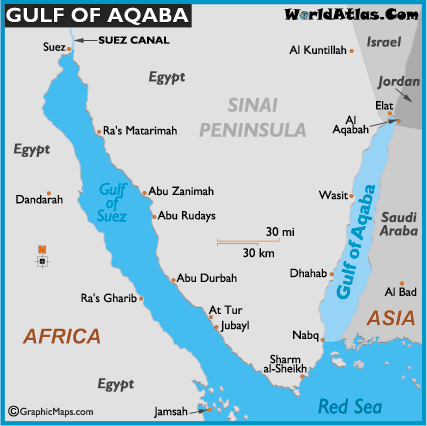 GULF OF AQABA
WorldAtlas.Com
Suez
SUEZ CANAL
Al Kuntillah
Israel
Egypt
Jordan
Elat
SINAI
PENINSULA
Al
Aqabah
Ra's Matarimah
Egypt
Dandarah
Gulf
of
Suez
Abu Zanimah
Abu Rudays
Wasit
Gulf of Aqaba
Saudi
Araba
30 mi
30 km
N
Abu Durbah
Dhahab
Al Bad
Ra's Gharib
At Tur
Jubayl
ASIA
AFRICA
Nabq
Sharm
al-Sheikh
Egypt
Jamsah
Red Sea
©GraphicMaps.com